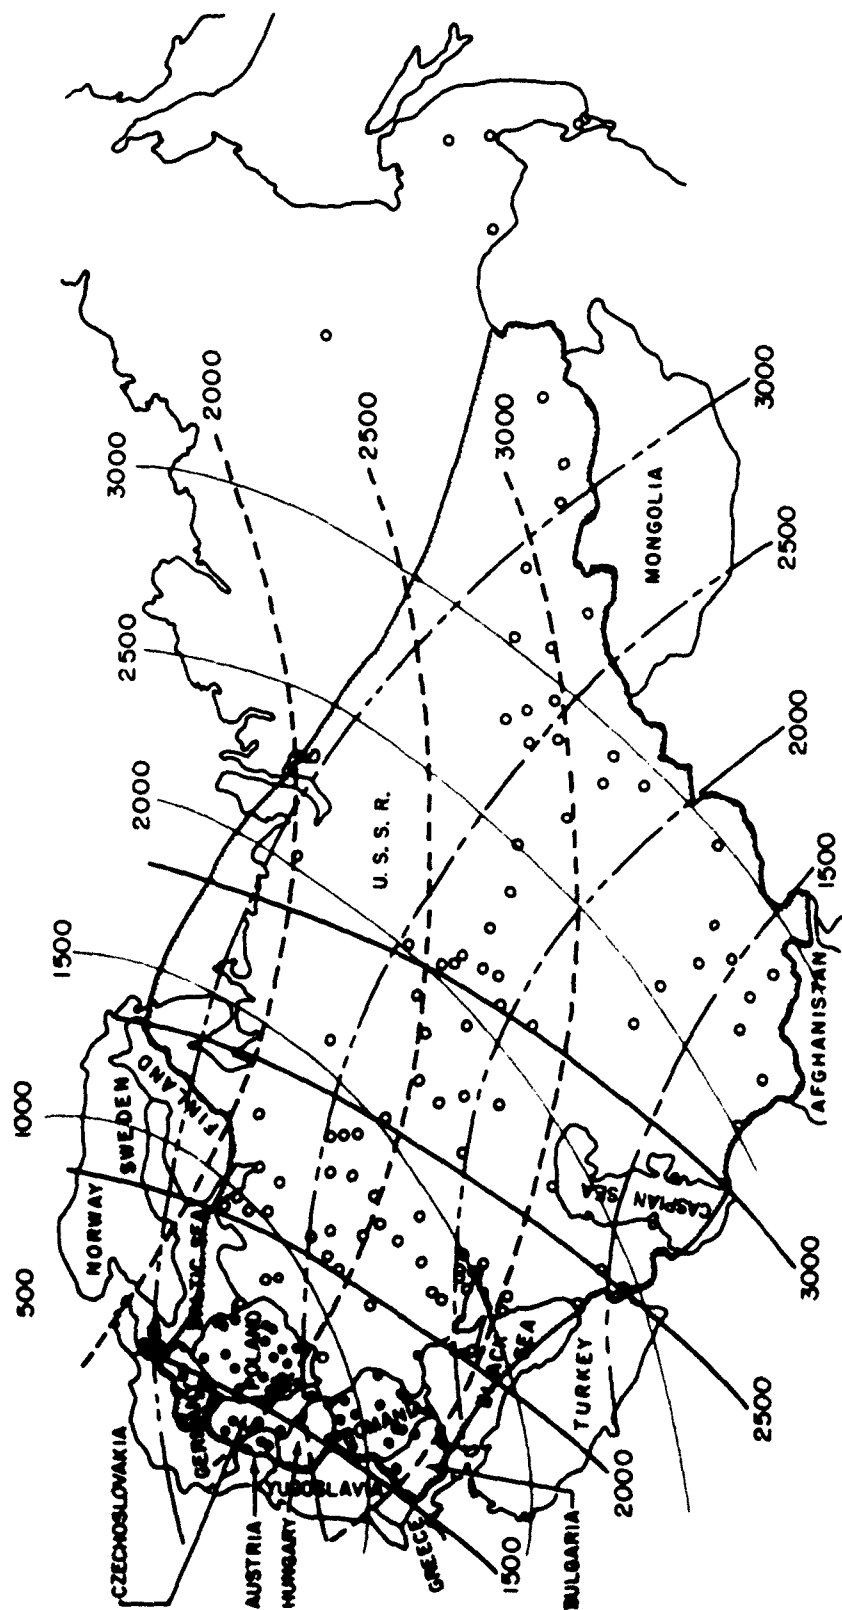 500
1000
1500
2000
2500
3000
2000
2500
3000
3000
2500
2000
1500
3000
2500
2000
1500
NORWAY
SWEDEN
FINLAND
BALTIC SEA
U.S.S.R.
MONGOLIA
AFGHANISTAN
CASPIAN
SEA
BLACK
SEA
TURKEY
POLAND
ROMANIA
YUGOSLAVIA
CZECHOSLOVAKIA
AUSTRIA
HUNGARY
GREECE
BULGARIA